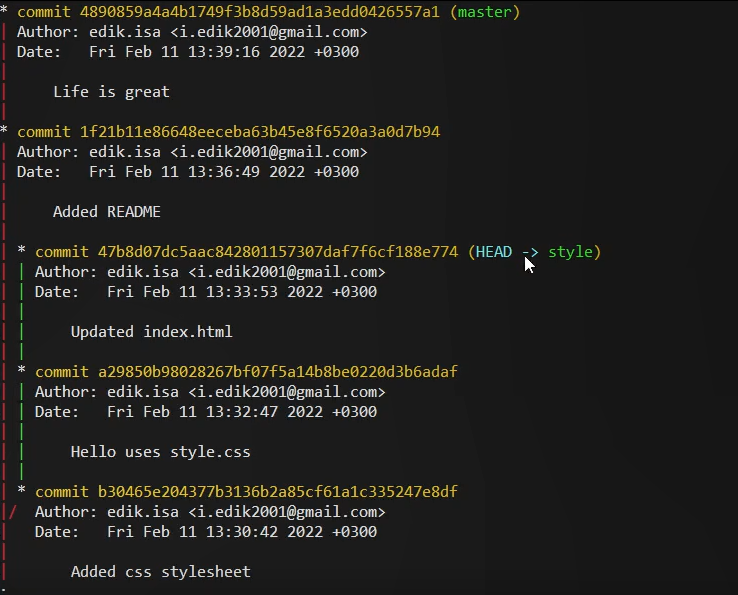 * commit 4890859a4a4b1749f3b8d59ad1a3edd0426557a1 (master)
| Author: edik.isa <i.edik2001@gmail.com>
| Date:   Fri Feb 11 13:39:16 2022 +0300
|
|     Life is great
|
* commit 1f21b11e86648eeceba63b45e8f6520a3a0d7b94
| Author: edik.isa <i.edik2001@gmail.com>
| Date:   Fri Feb 11 13:36:49 2022 +0300
|
|     Added README
|
| * commit 47b8d07dc5aac842801157307daf7f6cf188e774 (HEAD -> style)
| | Author: edik.isa <i.edik2001@gmail.com>
| | Date:   Fri Feb 11 13:33:53 2022 +0300
| |
| |     Updated index.html
| |
| * commit a29850b98028267bf07f5a14b8be0220d3b6adaf
| | Author: edik.isa <i.edik2001@gmail.com>
| | Date:   Fri Feb 11 13:32:47 2022 +0300
| |
| |     Hello uses style.css
| |
| * commit b30465e204377b3136b2a85cf61a1c335247e8df
|/  Author: edik.isa <i.edik2001@gmail.com>
|   Date:   Fri Feb 11 13:30:42 2022 +0300
|
|       Added css stylesheet